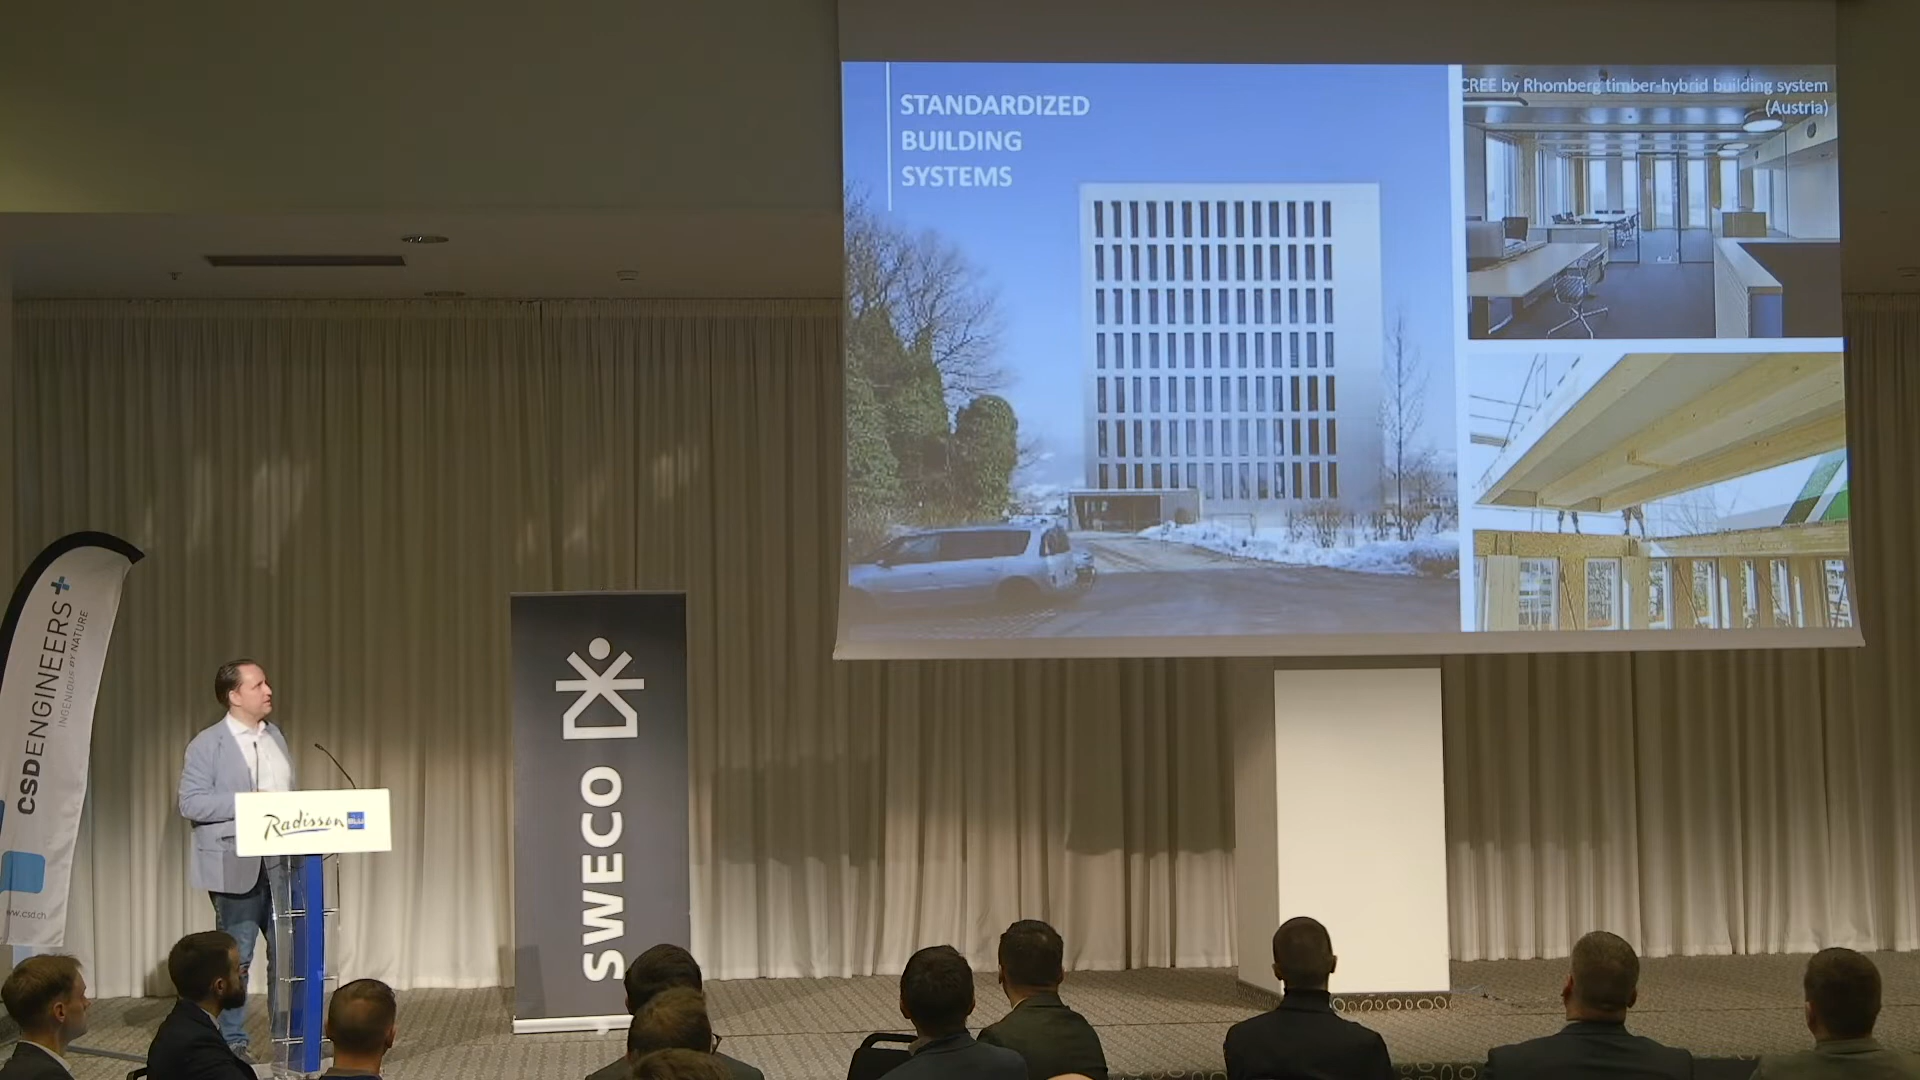 STANDARDIZED
BUILDING
SYSTEMS
CREE by Rhomberg timber-hybrid building system
(Austria)
CSDENGINEERS+
INGENIOUS BY NATURE
www.csd.ch
Radisson BLU
SWECO